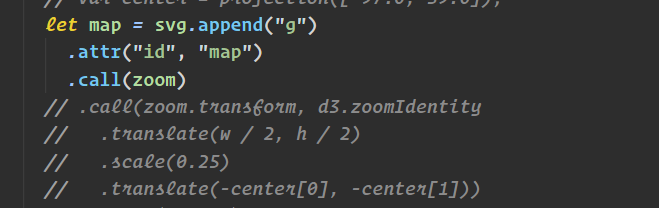 // var center = projection([-97.0, 39.0]);
let map = svg.append("g")
.attr("id", "map")
.call(zoom)
// .call(zoom.transform, d3.zoomIdentity
//   .translate(w / 2, h / 2)
//   .scale(0.25)
//   .translate(-center[0], -center[1]))